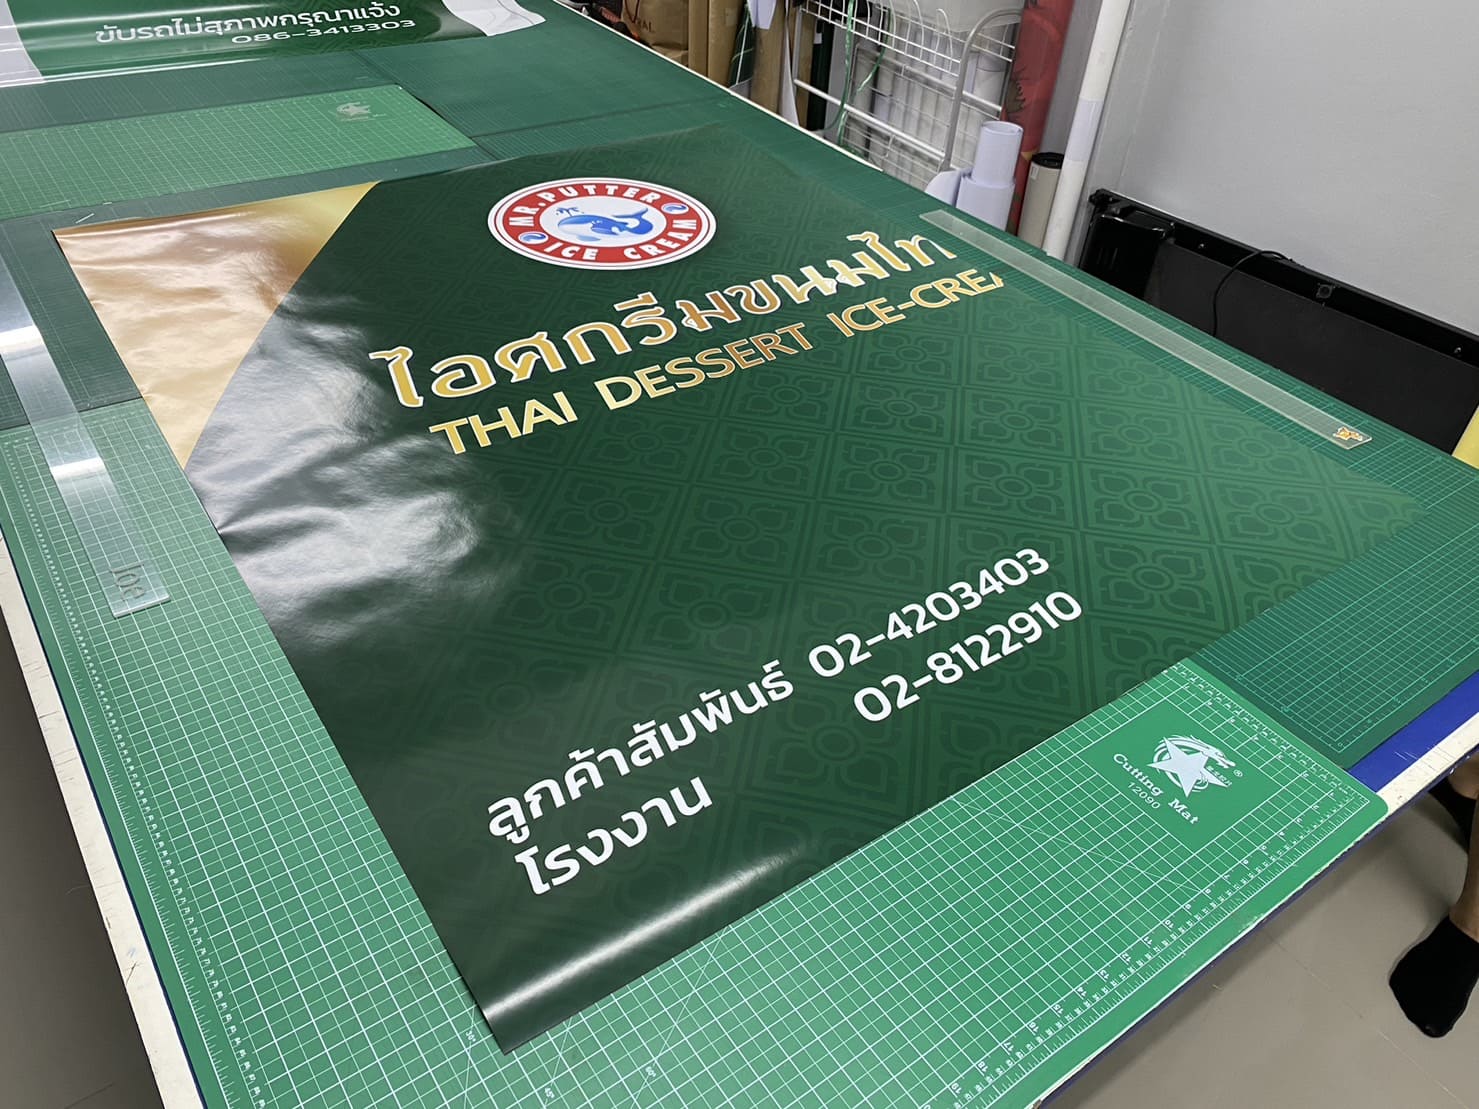 ขับรถไม่สุภาพกรุณาแจ้ง
086-3413303
MR.PUTTER
ICE CREAM
ไอศกรีมขนมไท
THAI DESSERT ICE-CREA
ลูกค้าสัมพันธ์ 02-4203403
02-8122910
โรงงาน
Cutting Mat
12090